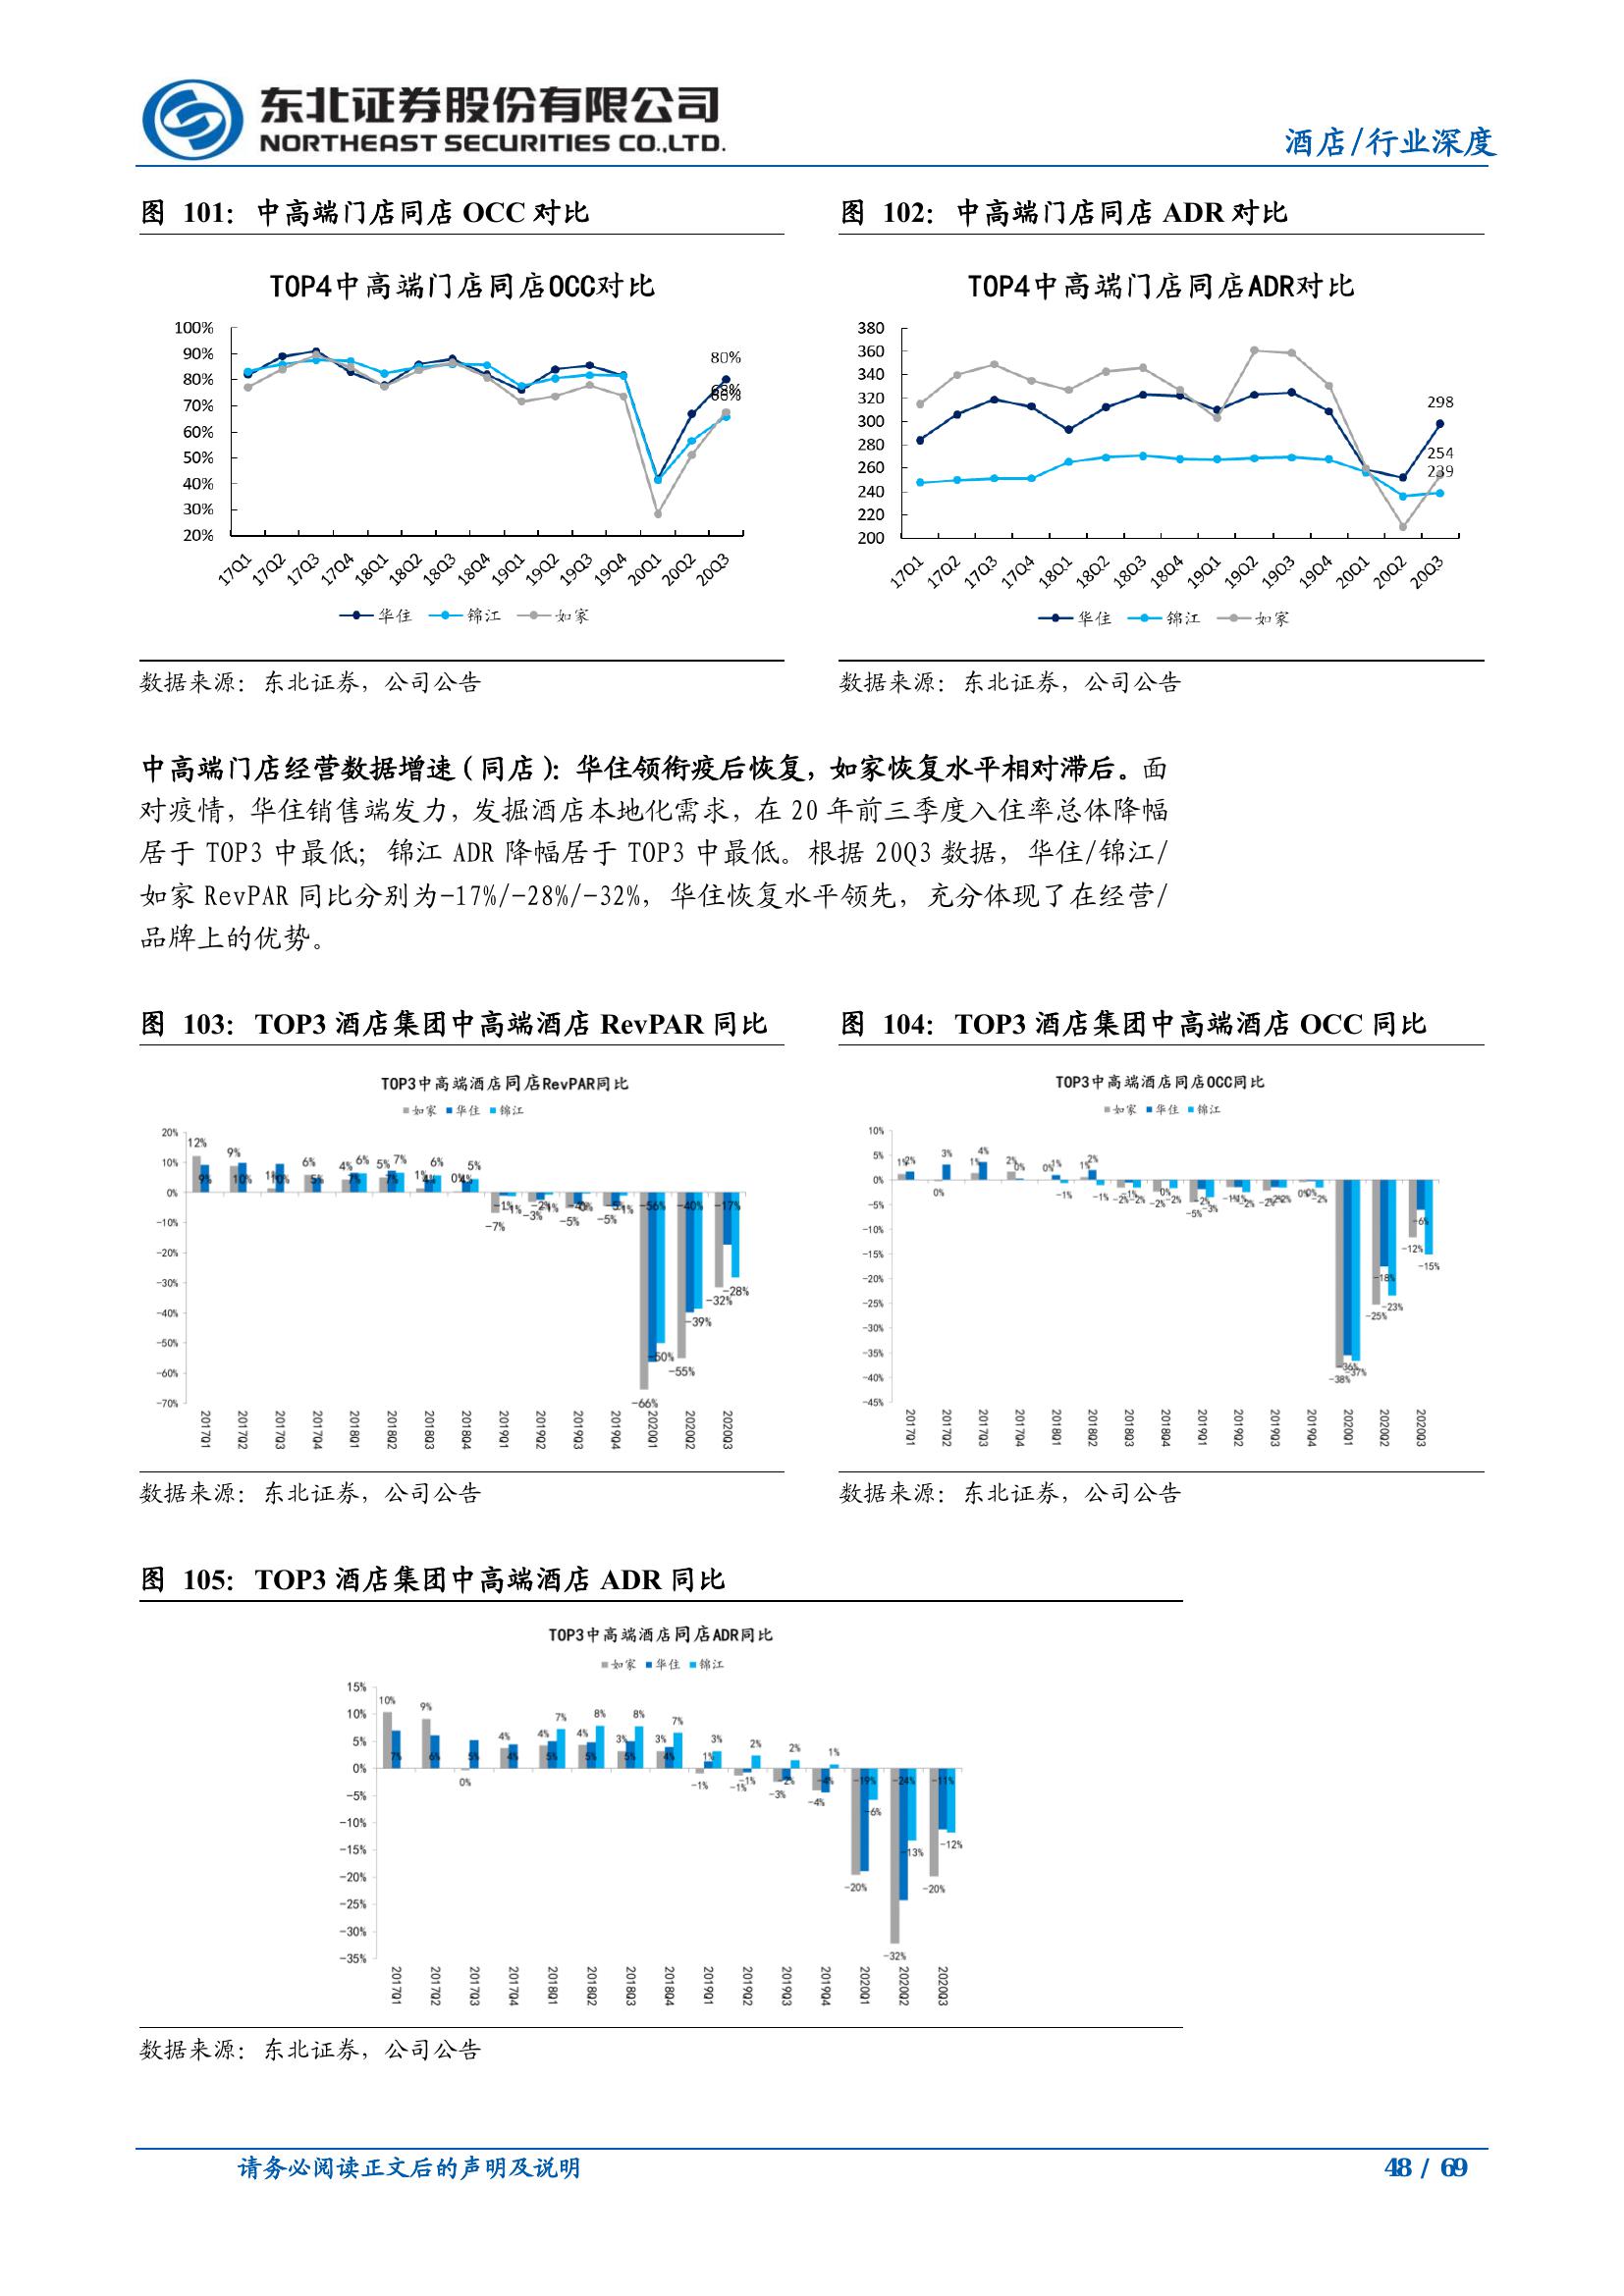 东北证券股份有限公司
NORTHEAST SECURITIES CO.,LTD.
酒店/行业深度
图 101：中高端门店同店 OCC 对比
图 102：中高端门店同店 ADR 对比
TOP4中高端门店同店OCC对比
100%
90%
80%
70%
60%
50%
40%
30%
20%
80%
68%
66%
17Q1 17Q2 17Q3 17Q4 18Q1 18Q2 18Q3 18Q4 19Q1 19Q2 19Q3 19Q4 20Q1 20Q2 20Q3
华住 锦江 如家
TOP4中高端门店同店ADR对比
380
360
340
320
300
280
260
240
220
200
298
254
239
17Q1 17Q2 17Q3 17Q4 18Q1 18Q2 18Q3 18Q4 19Q1 19Q2 19Q3 19Q4 20Q1 20Q2 20Q3
华住 锦江 如家
数据来源：东北证券，公司公告
数据来源：东北证券，公司公告
中高端门店经营数据增速（同店）：华住领衔疫后恢复，如家恢复水平相对滞后。面
对疫情，华住销售端发力，发掘酒店本地化需求，在 20 年前三季度入住率总体降幅
居于 TOP3 中最低；锦江 ADR 降幅居于 TOP3 中最低。根据 20Q3 数据，华住/锦江/
如家 RevPAR 同比分别为-17%/-28%/-32%，华住恢复水平领先，充分体现了在经营/
品牌上的优势。
图 103：TOP3 酒店集团中高端酒店 RevPAR 同比
图 104：TOP3 酒店集团中高端酒店 OCC 同比
TOP3中高端酒店同店RevPAR同比
如家 华住 锦江
20%
10%
0%
-10%
-20%
-30%
-40%
-50%
-60%
-70%
12% 9% 1% 6% 4% 5% 1% 0% -7% -3% -5% -5% -66% -55% -32%
9% 10% 10% 5% 7% 7% 4% 4% -1% -2% -56% -40% -17%
6% 7% 6% 5% -1% -1% -1% -50% -39% -28%
2017Q1 2017Q2 2017Q3 2017Q4 2018Q1 2018Q2 2018Q3 2018Q4 2019Q1 2019Q2 2019Q3 2019Q4 2020Q1 2020Q2 2020Q3
TOP3中高端酒店同店OCC同比
如家 华住 锦江
10%
5%
0%
-5%
-10%
-15%
-20%
-25%
-30%
-35%
-40%
-45%
1% 0% 1% 2% 0% 1% -2% -2% -5% -1% -2% 0% -38% -25% -12%
2% 3% 4% 0% 1% 2% -1% 0% -2% -1% -2% 0% -36% -18% -6%
-1% -1% -2% -2% -3% -2% -2% -2% -37% -23% -15%
2017Q1 2017Q2 2017Q3 2017Q4 2018Q1 2018Q2 2018Q3 2018Q4 2019Q1 2019Q2 2019Q3 2019Q4 2020Q1 2020Q2 2020Q3
数据来源：东北证券，公司公告
数据来源：东北证券，公司公告
图 105：TOP3 酒店集团中高端酒店 ADR 同比
TOP3中高端酒店同店ADR同比
如家 华住 锦江
15%
10%
5%
0%
-5%
-10%
-15%
-20%
-25%
-30%
-35%
10% 9% 0% 4% 4% 4% 3% 3% -1% -1% -3% -4% -20% -32% -20%
7% 6% 5% 4% 5% 5% 5% 4% 1% -1% -2% -4% -19% -24% -11%
7% 8% 8% 7% 3% 2% 2% 1% -6% -13% -12%
2017Q1 2017Q2 2017Q3 2017Q4 2018Q1 2018Q2 2018Q3 2018Q4 2019Q1 2019Q2 2019Q3 2019Q4 2020Q1 2020Q2 2020Q3
数据来源：东北证券，公司公告
请务必阅读正文后的声明及说明
48 / 69